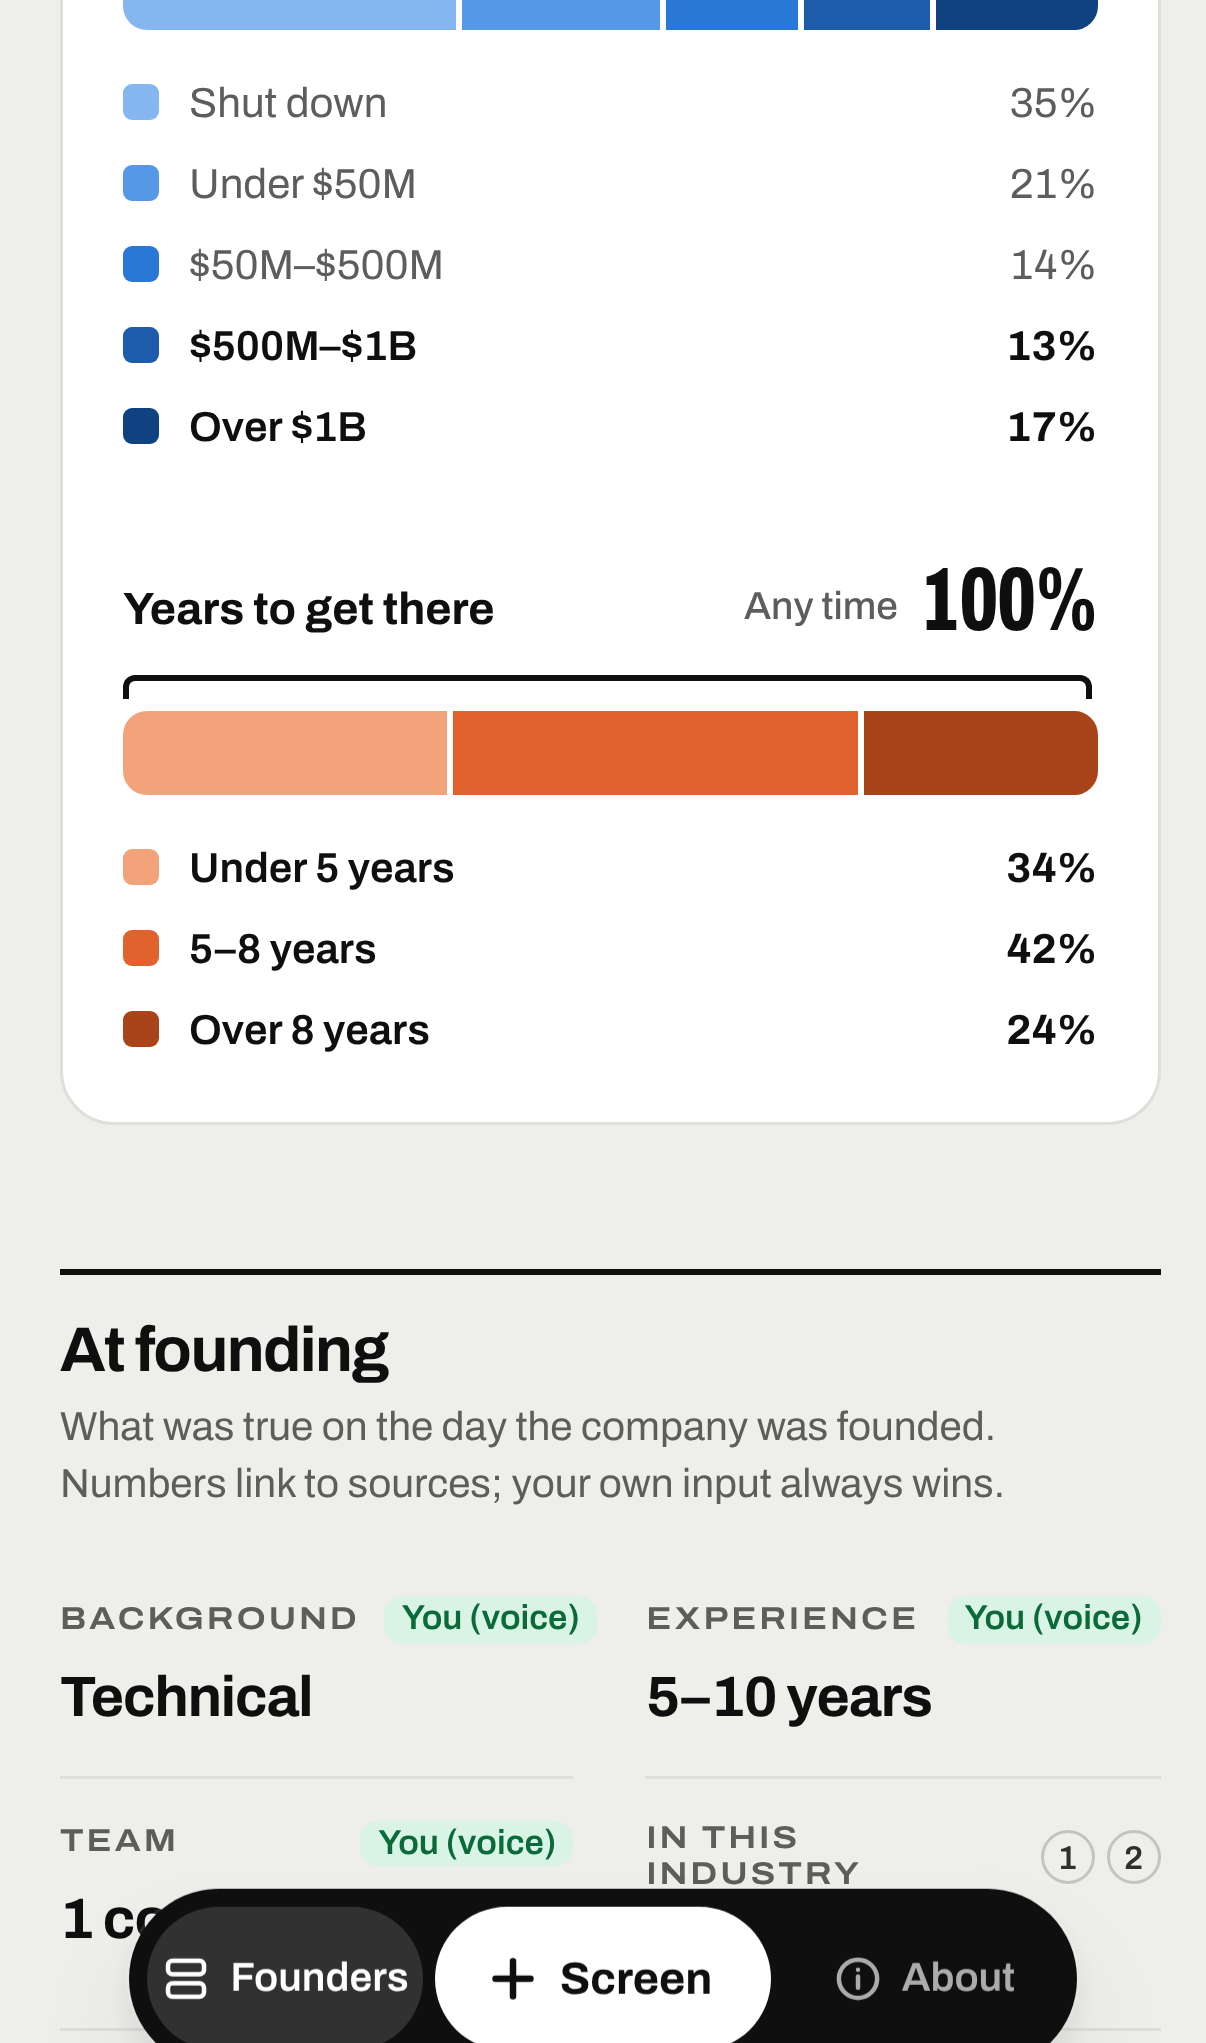 Shut down 35%
Under $50M 21%
$50M–$500M 14%
$500M–$1B 13%
Over $1B 17%
Years to get there Any time 100%
Under 5 years 34%
5–8 years 42%
Over 8 years 24%
At founding
What was true on the day the company was founded.
Numbers link to sources; your own input always wins.
BACKGROUND You (voice) EXPERIENCE You (voice)
Technical 5–10 years
TEAM You (voice) IN THIS
INDUSTRY 1 2
1
Founders Screen About